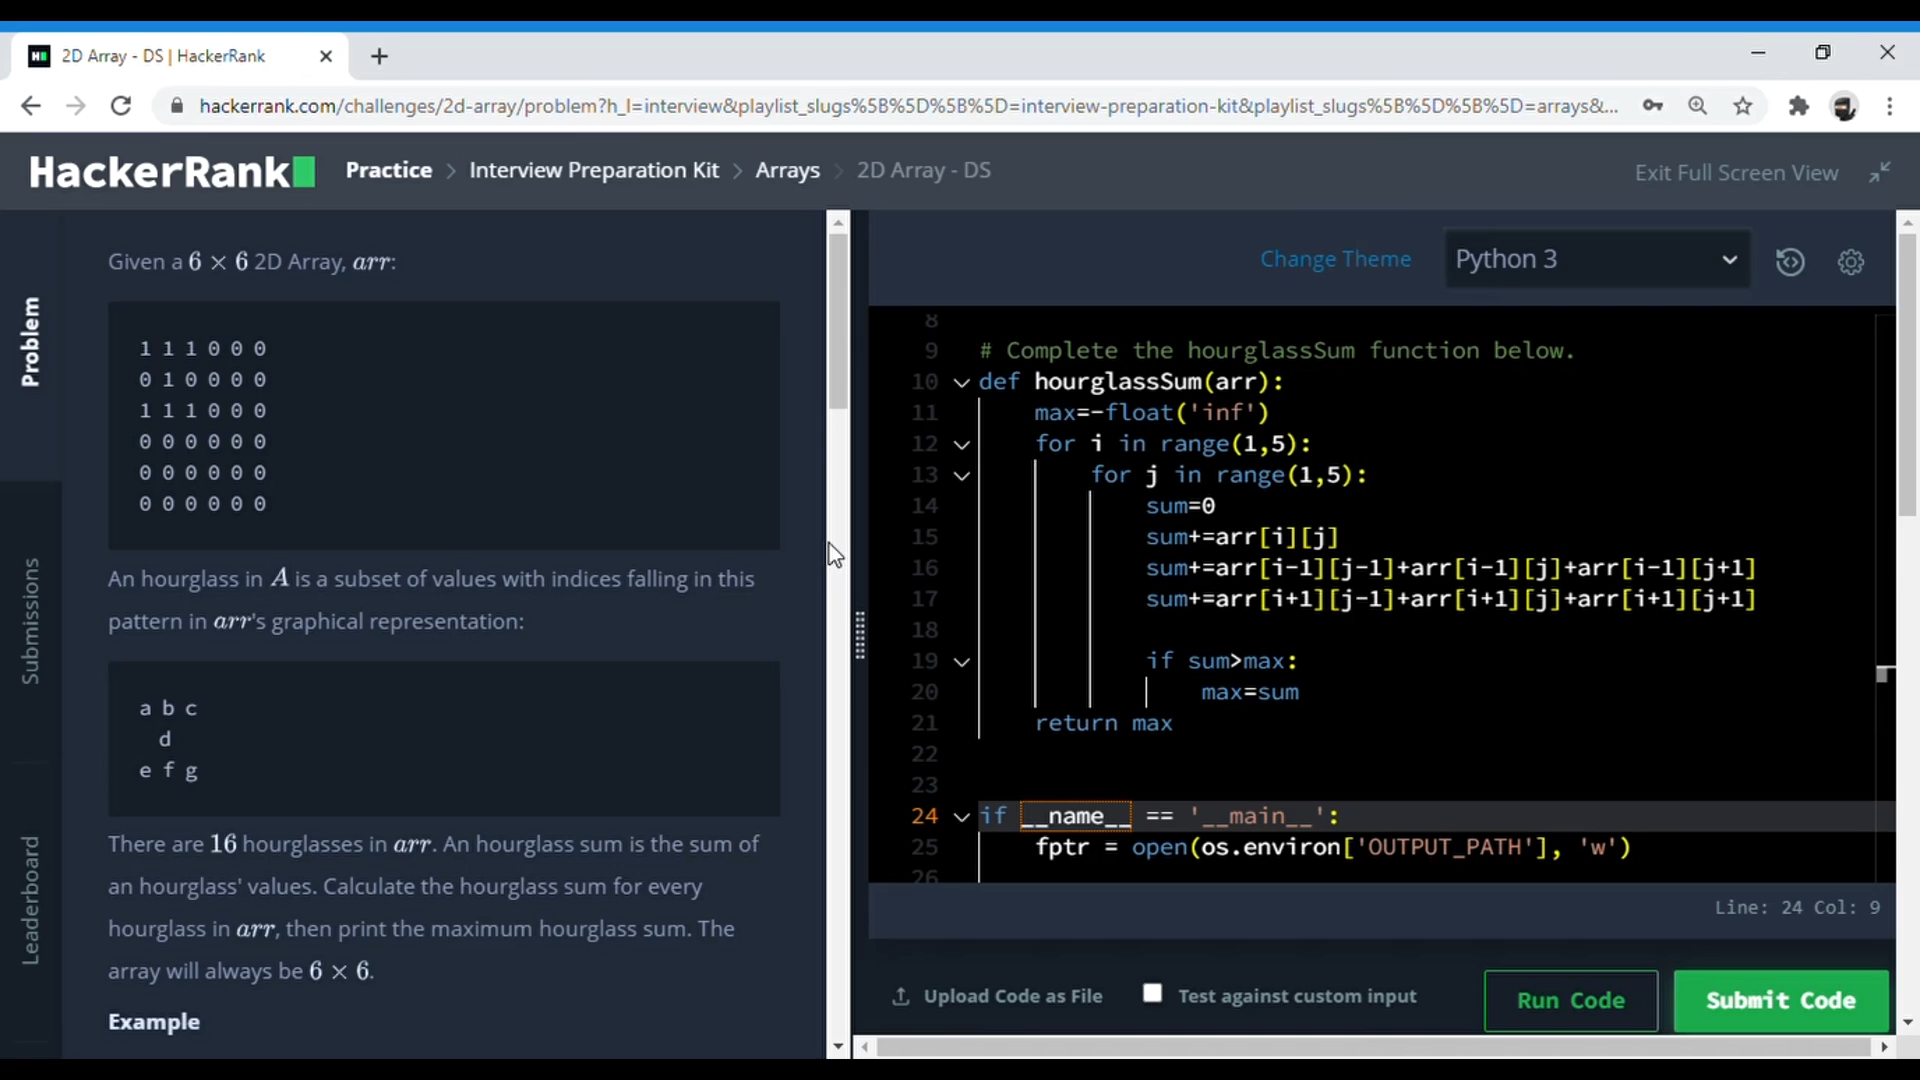 2D Array - DS | HackerRank
hackerrank.com/challenges/2d-array/problem?h_l=interview&playlist_slugs%5B%5D%5B%5D=interview-preparation-kit&playlist_slugs%5B%5D%5B%5D=arrays&...
HackerRank
Practice > Interview Preparation Kit > Arrays > 2D Array - DS
Exit Full Screen View
Problem
Submissions
Leaderboard
Given a 6 × 6 2D Array, arr:
1 1 1 0 0 0
0 1 0 0 0 0
1 1 1 0 0 0
0 0 0 0 0 0
0 0 0 0 0 0
0 0 0 0 0 0
An hourglass in A is a subset of values with indices falling in this
pattern in arr's graphical representation:
a b c
d
e f g
There are 16 hourglasses in arr. An hourglass sum is the sum of
an hourglass' values. Calculate the hourglass sum for every
hourglass in arr, then print the maximum hourglass sum. The
array will always be 6 × 6.
Example
Change Theme
Python 3
8
9 # Complete the hourglassSum function below.
10 def hourglassSum(arr):
11 max=-float('inf')
12 for i in range(1,5):
13 for j in range(1,5):
14 sum=0
15 sum+=arr[i][j]
16 sum+=arr[i-1][j-1]+arr[i-1][j]+arr[i-1][j+1]
17 sum+=arr[i+1][j-1]+arr[i+1][j]+arr[i+1][j+1]
18
19 if sum>max:
20 max=sum
21 return max
22
23
24 if __name__ == '__main__':
25 fptr = open(os.environ['OUTPUT_PATH'], 'w')
26
Line: 24 Col: 9
Upload Code as File
Test against custom input
Run Code
Submit Code